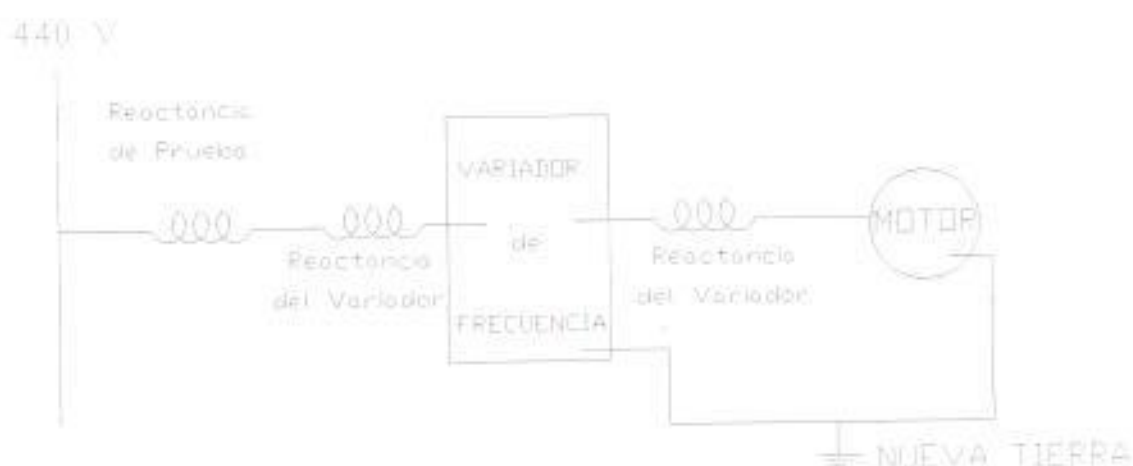 440 V
Reactancia
de Prueba
VARIADOR
de
FRECUENCIA
Reactancia
del Variador
Reactancia
del Variador
MOTOR
NUEVA TIERRA